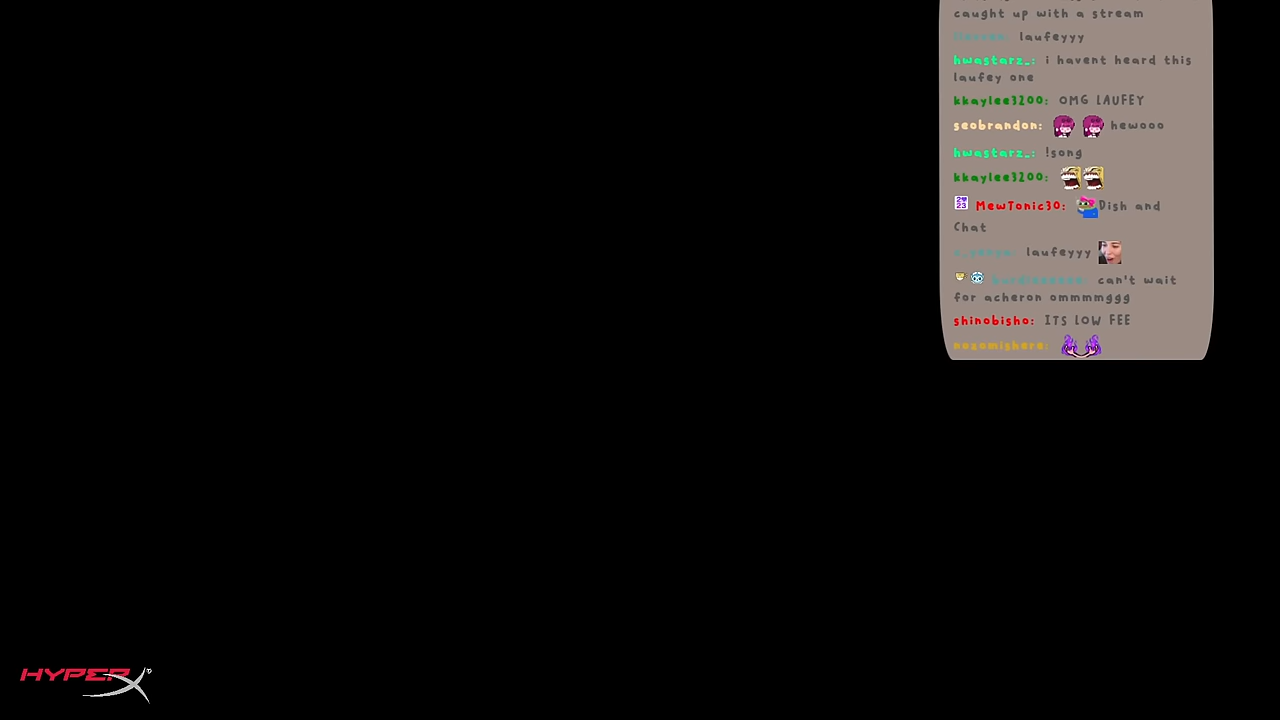 caught up with a stream
laufeyyy
hwastarz_: i havent heard this
laufey one
kkaylee3200: OMG LAUFEY
seobrandon: hewooo
hwastarz_: !song
kkaylee3200:
MewTonic30: Dish and
Chat
laufeyyy
can't wait
for acheron ommmmggg
shinobisho: ITS LOW FEE
nozomishere:
HYPERX